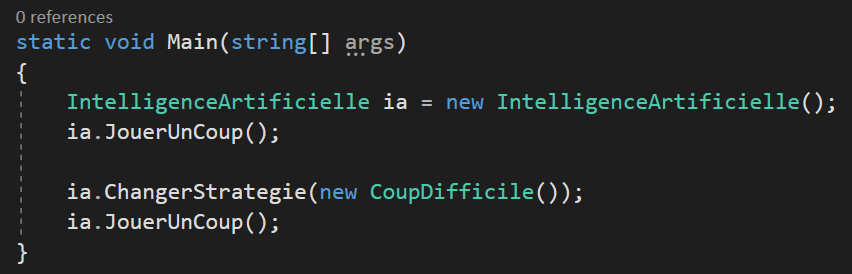 0 references
static void Main(string[] args)
{
IntelligenceArtificielle ia = new IntelligenceArtificielle();
ia.JouerUnCoup();
ia.ChangerStrategie(new CoupDifficile());
ia.JouerUnCoup();
}